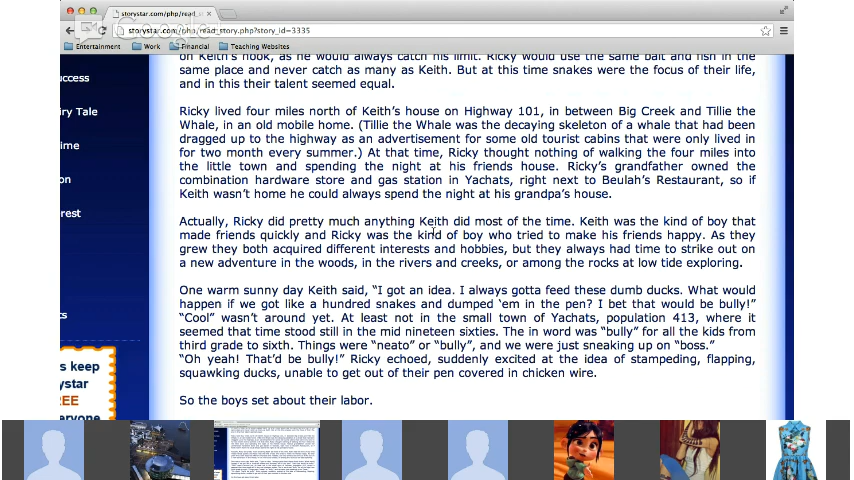 storystar.com/php/read_s
Google
storystar.com/php/read_story.php?story_id=3335
Entertainment Work Financial Teaching Websites
on Keith's hook, as he would always catch his limit. Ricky would use the same bait and fish in the
same place and never catch as many as Keith. But at this time snakes were the focus of their life,
and in this their talent seemed equal.
Ricky lived four miles north of Keith's house on Highway 101, in between Big Creek and Tillie the
Whale, in an old mobile home. (Tillie the Whale was the decaying skeleton of a whale that had been
dragged up to the highway as an advertisement for some old tourist cabins that were only lived in
for two month every summer.) At that time, Ricky thought nothing of walking the four miles into
the little town and spending the night at his friends house. Ricky's grandfather owned the
combination hardware store and gas station in Yachats, right next to Beulah's Restaurant, so if
Keith wasn't home he could always spend the night at his grandpa's house.
Actually, Ricky did pretty much anything Keith did most of the time. Keith was the kind of boy that
made friends quickly and Ricky was the kind of boy who tried to make his friends happy. As they
grew they both acquired different interests and hobbies, but they always had time to strike out on
a new adventure in the woods, in the rivers and creeks, or among the rocks at low tide exploring.
One warm sunny day Keith said, "I got an idea. I always gotta feed these dumb ducks. What would
happen if we got like a hundred snakes and dumped 'em in the pen? I bet that would be bully!"
"Cool" wasn't around yet. At least not in the small town of Yachats, population 413, where it
seemed that time stood still in the mid nineteen sixties. The in word was "bully" for all the kids from
third grade to sixth. Things were "neato" or "bully", and we were just sneaking up on "boss."
"Oh yeah! That'd be bully!" Ricky echoed, suddenly excited at the idea of stampeding, flapping,
squawking ducks, unable to get out of their pen covered in chicken wire.
So the boys set about their labor.
uccess
iry Tale
ime
on
erest
ts
s keep
ystar
REE
eryone